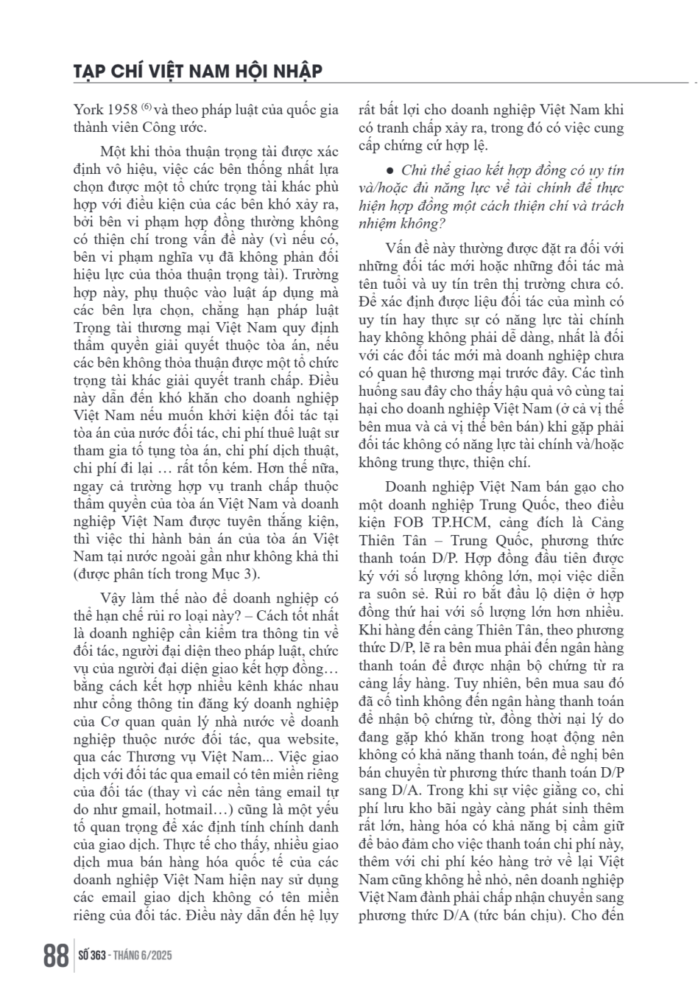 TẠP CHÍ VIỆT NAM HỘI NHẬP
York 1958 (6) và theo pháp luật của quốc gia
thành viên Công ước.
Một khi thỏa thuận trọng tài được xác
định vô hiệu, việc các bên thống nhất lựa
chọn được một tổ chức trọng tài khác phù
hợp với điều kiện của các bên khó xảy ra,
bởi bên vi phạm hợp đồng thường không
có thiện chí trong vấn đề này (vì nếu có,
bên vi phạm nghĩa vụ đã không phản đối
hiệu lực của thỏa thuận trọng tài). Trường
hợp này, phụ thuộc vào luật áp dụng mà
các bên lựa chọn, chẳng hạn pháp luật
Trọng tài thương mại Việt Nam quy định
thẩm quyền giải quyết thuộc tòa án, nếu
các bên không thỏa thuận được một tổ chức
trọng tài khác giải quyết tranh chấp. Điều
này dẫn đến khó khăn cho doanh nghiệp
Việt Nam nếu muốn khởi kiện đối tác tại
tòa án của nước đối tác, chi phí thuê luật sư
tham gia tố tụng tòa án, chi phí dịch thuật,
chi phí đi lại … rất tốn kém. Hơn thế nữa,
ngay cả trường hợp vụ tranh chấp thuộc
thẩm quyền của tòa án Việt Nam và doanh
nghiệp Việt Nam được tuyên thắng kiện,
thì việc thi hành bản án của tòa án Việt
Nam tại nước ngoài gần như không khả thi
(được phân tích trong Mục 3).
Vậy làm thế nào để doanh nghiệp có
thể hạn chế rủi ro loại này? – Cách tốt nhất
là doanh nghiệp cần kiểm tra thông tin về
đối tác, người đại diện theo pháp luật, chức
vụ của người đại diện giao kết hợp đồng…
bằng cách kết hợp nhiều kênh khác nhau
như cổng thông tin đăng ký doanh nghiệp
của Cơ quan quản lý nhà nước về doanh
nghiệp thuộc nước đối tác, qua website,
qua các Thương vụ Việt Nam... Việc giao
dịch với đối tác qua email có tên miền riêng
của đối tác (thay vì các nền tảng email tự
do như gmail, hotmail…) cũng là một yếu
tố quan trọng để xác định tính chính danh
của giao dịch. Thực tế cho thấy, nhiều giao
dịch mua bán hàng hóa quốc tế của các
doanh nghiệp Việt Nam hiện nay sử dụng
các email giao dịch không có tên miền
riêng của đối tác. Điều này dẫn đến hệ lụy
rất bất lợi cho doanh nghiệp Việt Nam khi
có tranh chấp xảy ra, trong đó có việc cung
cấp chứng cứ hợp lệ.
● Chủ thể giao kết hợp đồng có uy tín
và/hoặc đủ năng lực về tài chính để thực
hiện hợp đồng một cách thiện chí và trách
nhiệm không?
Vấn đề này thường được đặt ra đối với
những đối tác mới hoặc những đối tác mà
tên tuổi và uy tín trên thị trường chưa có.
Để xác định được liệu đối tác của mình có
uy tín hay thực sự có năng lực tài chính
hay không không phải dễ dàng, nhất là đối
với các đối tác mới mà doanh nghiệp chưa
có quan hệ thương mại trước đây. Các tình
huống sau đây cho thấy hậu quả vô cùng tai
hại cho doanh nghiệp Việt Nam (ở cả vị thế
bên mua và cả vị thế bên bán) khi gặp phải
đối tác không có năng lực tài chính và/hoặc
không trung thực, thiện chí.
Doanh nghiệp Việt Nam bán gạo cho
một doanh nghiệp Trung Quốc, theo điều
kiện FOB TP.HCM, cảng đích là Cảng
Thiên Tân – Trung Quốc, phương thức
thanh toán D/P. Hợp đồng đầu tiên được
ký với số lượng không lớn, mọi việc diễn
ra suôn sẻ. Rủi ro bắt đầu lộ diện ở hợp
đồng thứ hai với số lượng lớn hơn nhiều.
Khi hàng đến cảng Thiên Tân, theo phương
thức D/P, lẽ ra bên mua phải đến ngân hàng
thanh toán để được nhận bộ chứng từ ra
cảng lấy hàng. Tuy nhiên, bên mua sau đó
đã cố tình không đến ngân hàng thanh toán
để nhận bộ chứng từ, đồng thời nại lý do
đang gặp khó khăn trong hoạt động nên
không có khả năng thanh toán, đề nghị bên
bán chuyển từ phương thức thanh toán D/P
sang D/A. Trong khi sự việc giằng co, chi
phí lưu kho bãi ngày càng phát sinh thêm
rất lớn, hàng hóa có khả năng bị cầm giữ
để bảo đảm cho việc thanh toán chi phí này,
thêm với chi phí kéo hàng trở về lại Việt
Nam cũng không hề nhỏ, nên doanh nghiệp
Việt Nam đành phải chấp nhận chuyển sang
phương thức D/A (tức bán chịu). Cho đến
88 SỐ 363 - THÁNG 6/2025